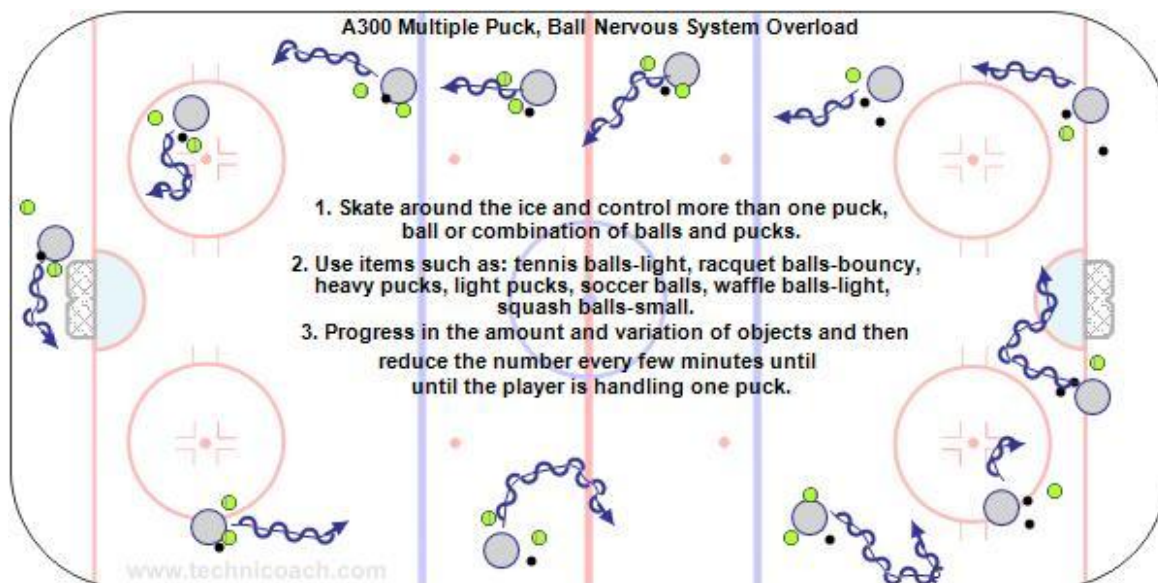 A300 Multiple Puck, Ball Nervous System Overload
1. Skate around the ice and control more than one puck,
ball or combination of balls and pucks.
2. Use items such as: tennis balls-light, racquet balls-bouncy,
heavy pucks, light pucks, soccer balls, waffle balls-light,
squash balls-small.
3. Progress in the amount and variation of objects and then
reduce the number every few minutes until
until the player is handling one puck.
www.technicoach.com